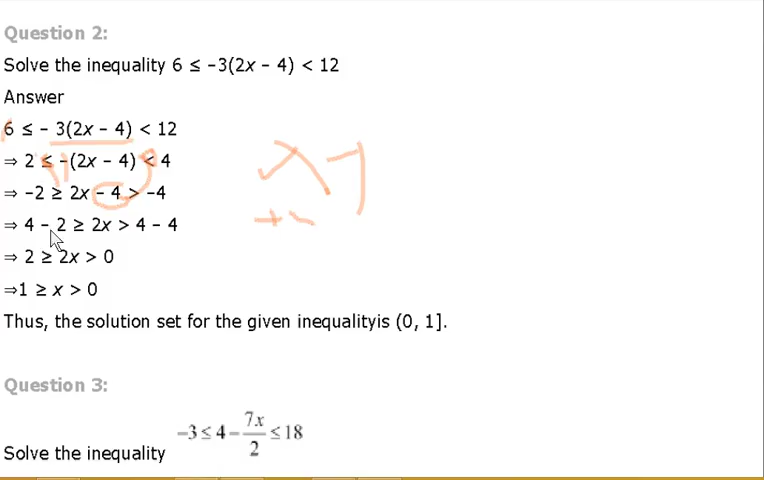 Question 2:
Solve the inequality 6 ≤ –3(2x – 4) < 12
Answer
6 ≤ – 3(2x – 4) < 12
⇒ 2 ≤ –(2x – 4) < 4
⇒ –2 ≥ 2x – 4 > –4
⇒ 4 – 2 ≥ 2x > 4 – 4
⇒ 2 ≥ 2x > 0
⇒1 ≥ x > 0
Thus, the solution set for the given inequalityis (0, 1].
Question 3:
Solve the inequality −3 ≤ 4 − 7x/2 ≤ 18